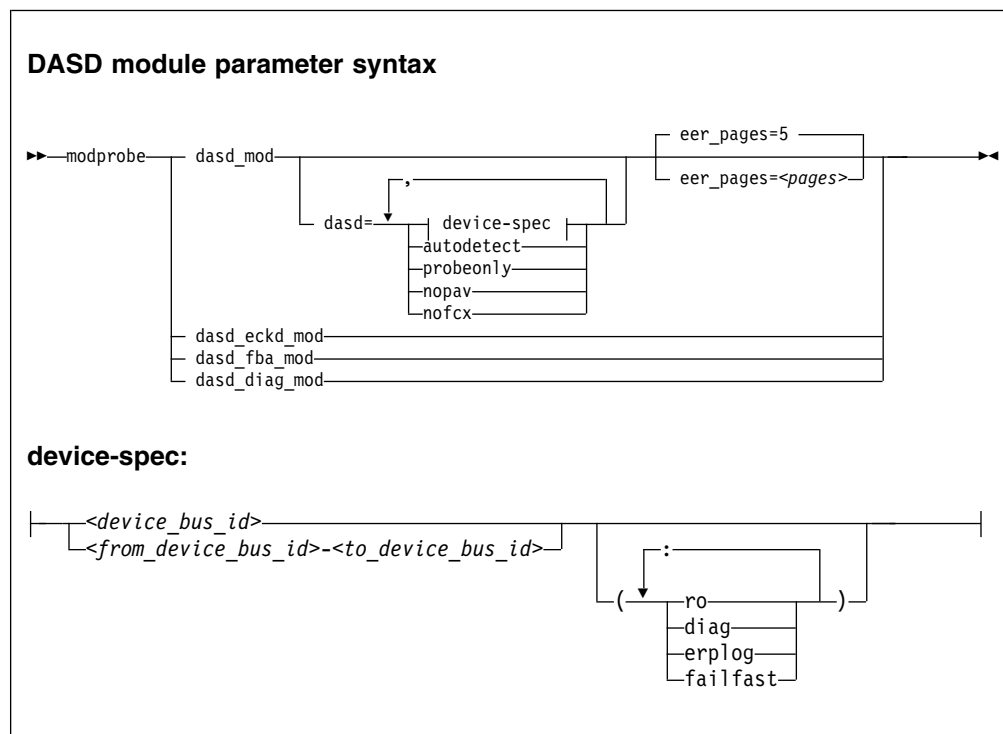 DASD module parameter syntax
eer_pages=5
modprobe dasd_mod
eer_pages=<pages>
,
dasd= device-spec
autodetect
probeonly
nopav
nofcx
dasd_eckd_mod
dasd_fba_mod
dasd_diag_mod
device-spec:
<device_bus_id>
<from_device_bus_id>-<to_device_bus_id>
:
( ro )
diag
erplog
failfast